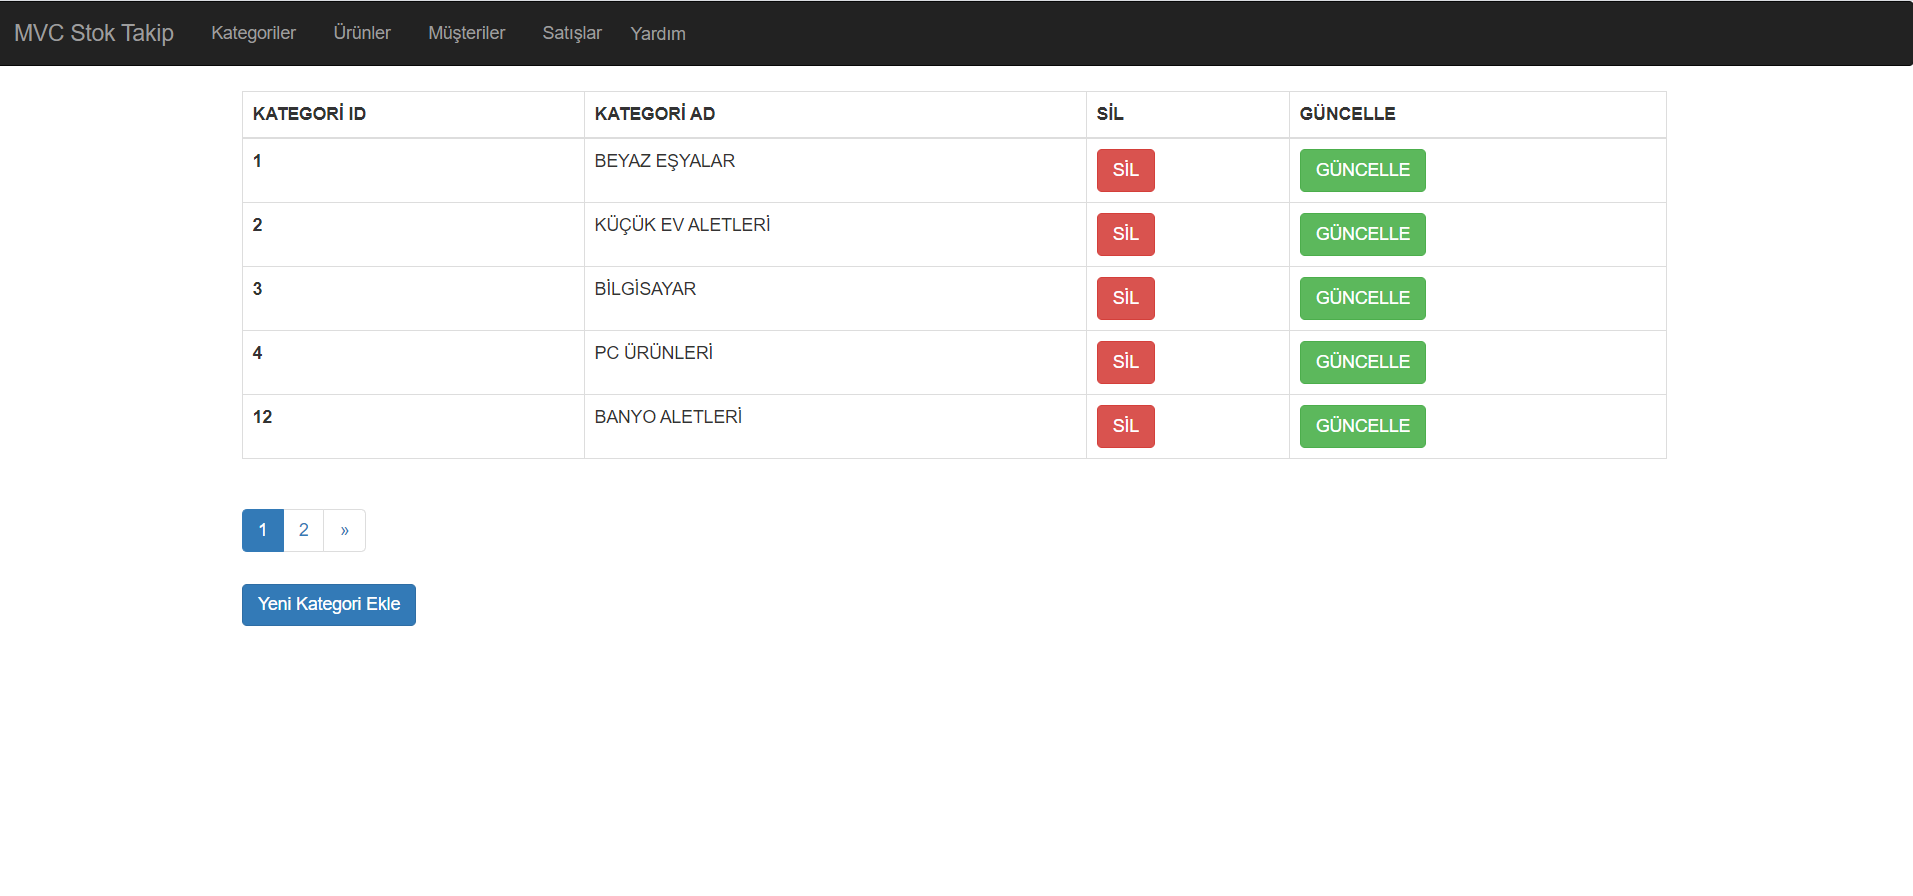 MVC Stok Takip Kategoriler Ürünler Müşteriler Satışlar Yardım
KATEGORİ ID KATEGORİ AD SİL GÜNCELLE
1 BEYAZ EŞYALAR SİL GÜNCELLE
2 KÜÇÜK EV ALETLERİ SİL GÜNCELLE
3 BİLGİSAYAR SİL GÜNCELLE
4 PC ÜRÜNLERİ SİL GÜNCELLE
12 BANYO ALETLERİ SİL GÜNCELLE
1 2 »
Yeni Kategori Ekle